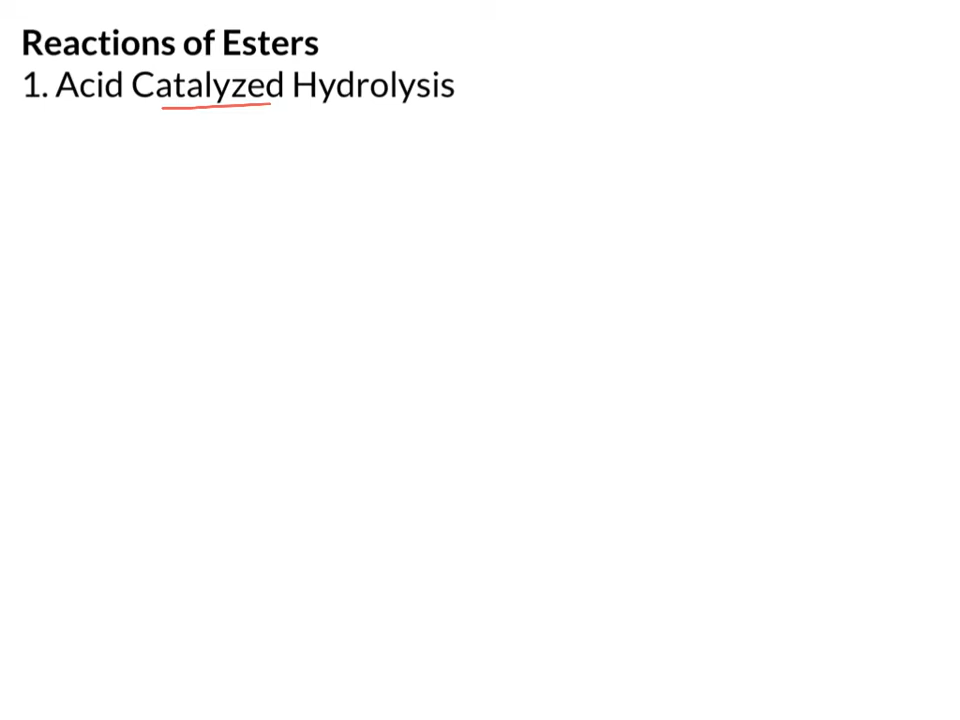 Reactions of Esters
1. Acid Catalyzed Hydrolysis